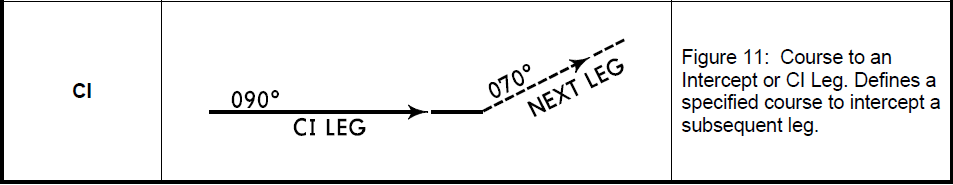 CI
090°
CI LEG
070°
NEXT LEG
Figure 11:  Course to an
Intercept or CI Leg. Defines a
specified course to intercept a
subsequent leg.